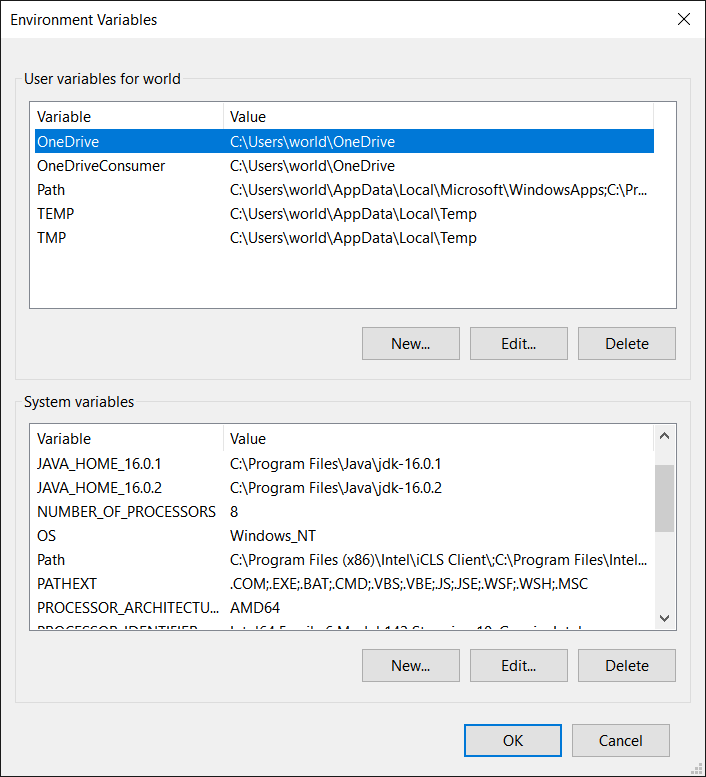 Environment Variables
User variables for world
Variable Value
OneDrive C:\Users\world\OneDrive
OneDriveConsumer C:\Users\world\OneDrive
Path C:\Users\world\AppData\Local\Microsoft\WindowsApps;C:\Pr...
TEMP C:\Users\world\AppData\Local\Temp
TMP C:\Users\world\AppData\Local\Temp
New... Edit... Delete
System variables
Variable Value
JAVA_HOME_16.0.1 C:\Program Files\Java\jdk-16.0.1
JAVA_HOME_16.0.2 C:\Program Files\Java\jdk-16.0.2
NUMBER_OF_PROCESSORS 8
OS Windows_NT
Path C:\Program Files (x86)\Intel\iCLS Client\;C:\Program Files\Intel...
PATHEXT .COM;.EXE;.BAT;.CMD;.VBS;.VBE;.JS;.JSE;.WSF;.WSH;.MSC
PROCESSOR_ARCHITECTU... AMD64
New... Edit... Delete
OK Cancel